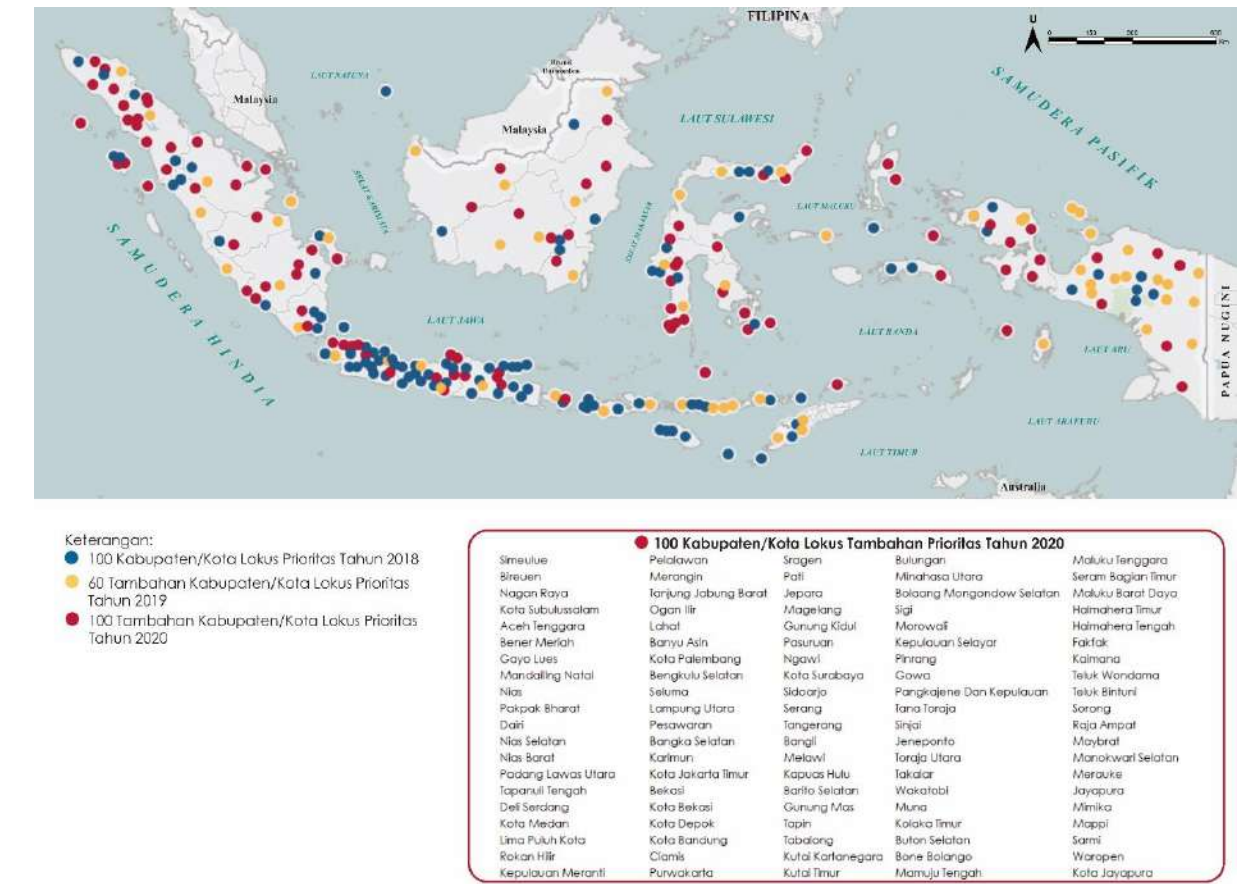 FILIPINA
U
0 150 300 600
Km
SAMUDERA PASIFIK
LAUT NATUNA
Brunei
Darussalam
Malaysia
Malaysia
LAUT SULAWESI
SELAT KARIMATA
SELAT MAKASAR
LAUT MALUKU
SAMUDERA HINDIA
LAUT JAWA
LAUT BANDA
LAUT ARU
PAPUA NUGINI
LAUT ARAFURU
LAUT TIMUR
Australia
Keterangan:
100 Kabupaten/Kota Lokus Prioritas Tahun 2018
60 Tambahan Kabupaten/Kota Lokus Prioritas
Tahun 2019
100 Tambahan Kabupaten/Kota Lokus Prioritas
Tahun 2020
100 Kabupaten/Kota Lokus Tambahan Prioritas Tahun 2020
Simeulue
Bireuen
Nagan Raya
Kota Subulussalam
Aceh Tenggara
Bener Meriah
Gayo Lues
Mandailing Natal
Nias
Pakpak Bharat
Dairi
Nias Selatan
Nias Barat
Padang Lawas Utara
Tapanuli Tengah
Deli Serdang
Kota Medan
Lima Puluh Kota
Rokan Hilir
Kepulauan Meranti
Pelalawan
Merangin
Tanjung Jabung Barat
Ogan Ilir
Lahat
Banyu Asin
Kota Palembang
Bengkulu Selatan
Seluma
Lampung Utara
Pesawaran
Bangka Selatan
Karimun
Kota Jakarta Timur
Bekasi
Kota Bekasi
Kota Depok
Kota Bandung
Ciamis
Purwakarta
Sragen
Pati
Jepara
Magelang
Gunung Kidul
Pasuruan
Ngawi
Kota Surabaya
Sidoarjo
Serang
Tangerang
Bangli
Melawi
Kapuas Hulu
Barito Selatan
Gunung Mas
Tapin
Tabalong
Kutai Kartanegara
Kutai Timur
Bulungan
Minahasa Utara
Bolaang Mongondow Selatan
Sigi
Morowali
Kepulauan Selayar
Pinrang
Gowa
Pangkajene Dan Kepulauan
Tana Toraja
Sinjai
Jeneponto
Toraja Utara
Takalar
Wakatobi
Muna
Kolaka Timur
Buton Selatan
Bone Bolango
Mamuju Tengah
Maluku Tenggara
Seram Bagian Timur
Maluku Barat Daya
Halmahera Timur
Halmahera Tengah
Fakfak
Kaimana
Teluk Wondama
Teluk Bintuni
Sorong
Raja Ampat
Maybrat
Manokwari Selatan
Merauke
Jayapura
Mimika
Mappi
Sarmi
Waropen
Kota Jayapura